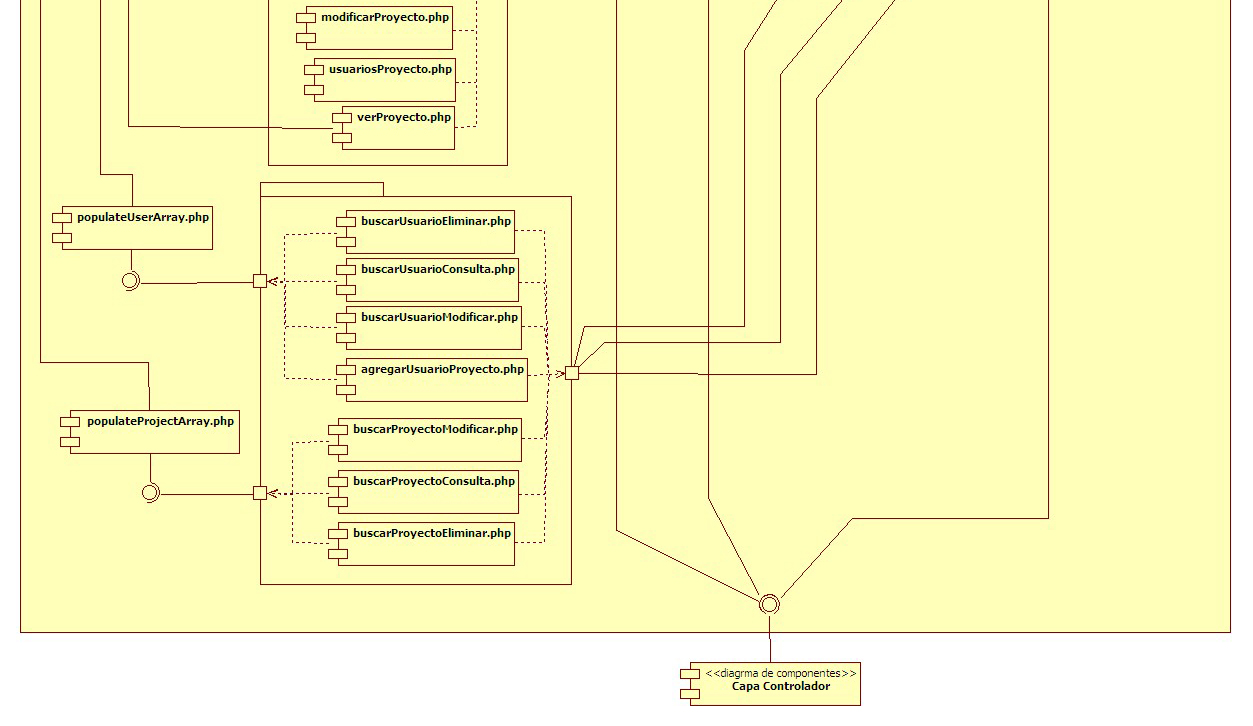 modificarProyecto.php
usuariosProyecto.php
verProyecto.php
populateUserArray.php
buscarUsuarioEliminar.php
buscarUsuarioConsulta.php
buscarUsuarioModificar.php
agregarUsuarioProyecto.php
populateProjectArray.php
buscarProyectoModificar.php
buscarProyectoConsulta.php
buscarProyectoEliminar.php
<<diagrma de componentes>>
Capa Controlador